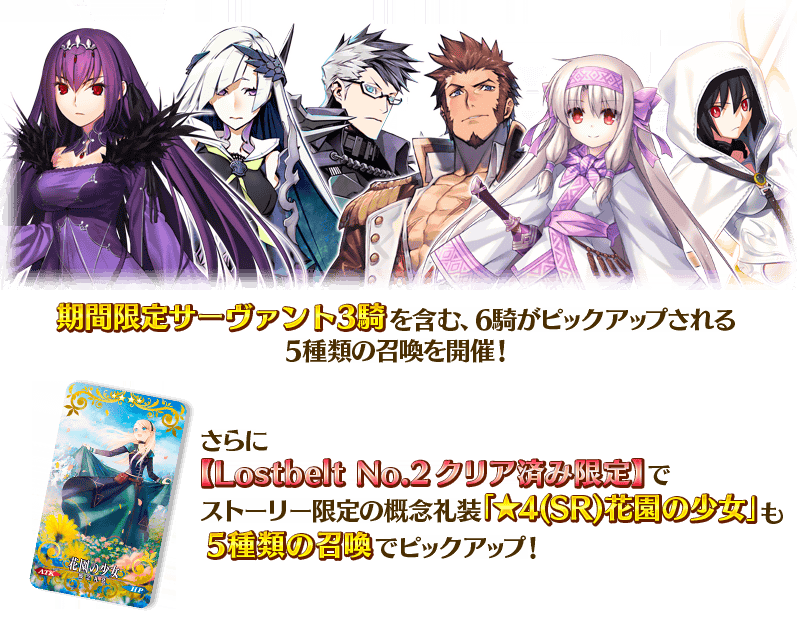 期間限定サーヴァント3騎を含む、6騎がピックアップされる
5種類の召喚を開催！
さらに
【Lostbelt No.2 クリア済み限定】で
ストーリー限定の概念礼装「★4(SR)花園の少女」も
5種類の召喚でピックアップ！
花園の少女
ATK
HP